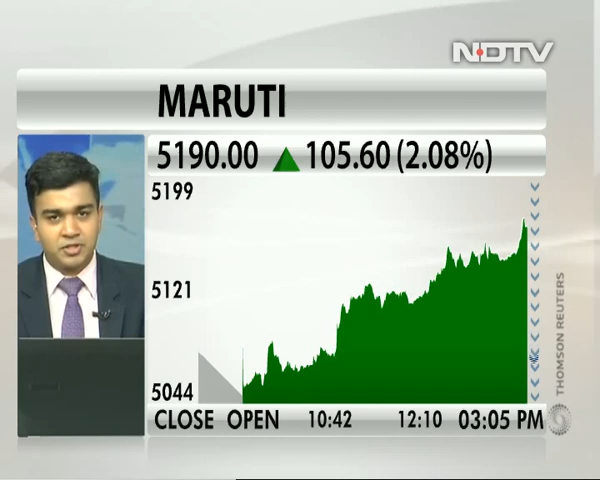 NDTV
MARUTI
5190.00 ▲ 105.60 (2.08%)
5199
5121
5044
CLOSE OPEN 10:42 12:10 03:05 PM
THOMSON REUTERS